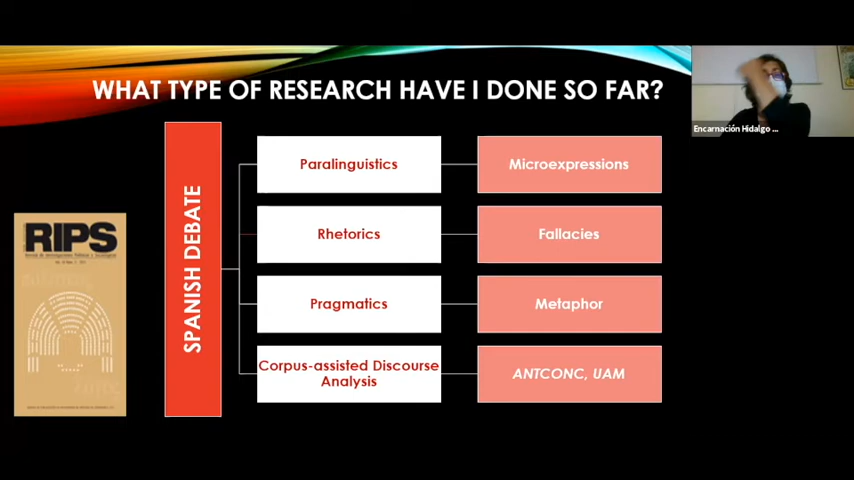 WHAT TYPE OF RESEARCH HAVE I DONE SO FAR?
Encarnación Hidalgo ...
RIPS
SPANISH DEBATE
Paralinguistics
Microexpressions
Rhetorics
Fallacies
Pragmatics
Metaphor
Corpus-assisted Discourse
Analysis
ANTCONC, UAM